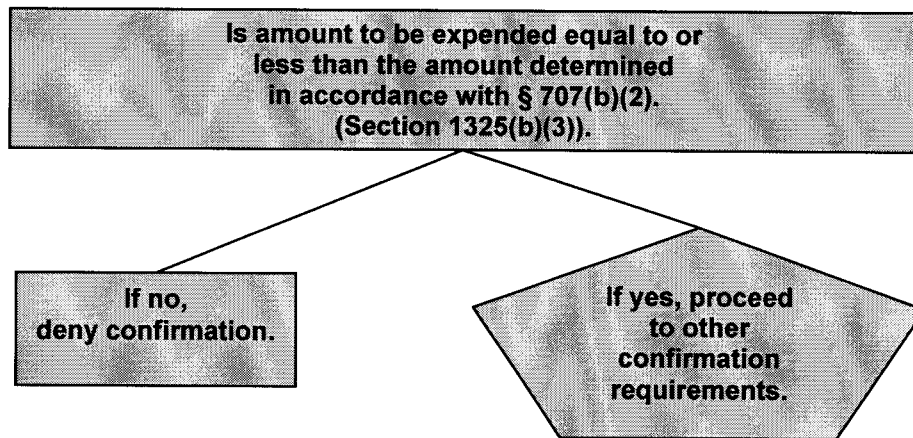 Is amount to be expended equal to or
less than the amount determined
in accordance with § 707(b)(2).
(Section 1325(b)(3)).
If no,
deny confirmation.
If yes, proceed
to other
confirmation
requirements.